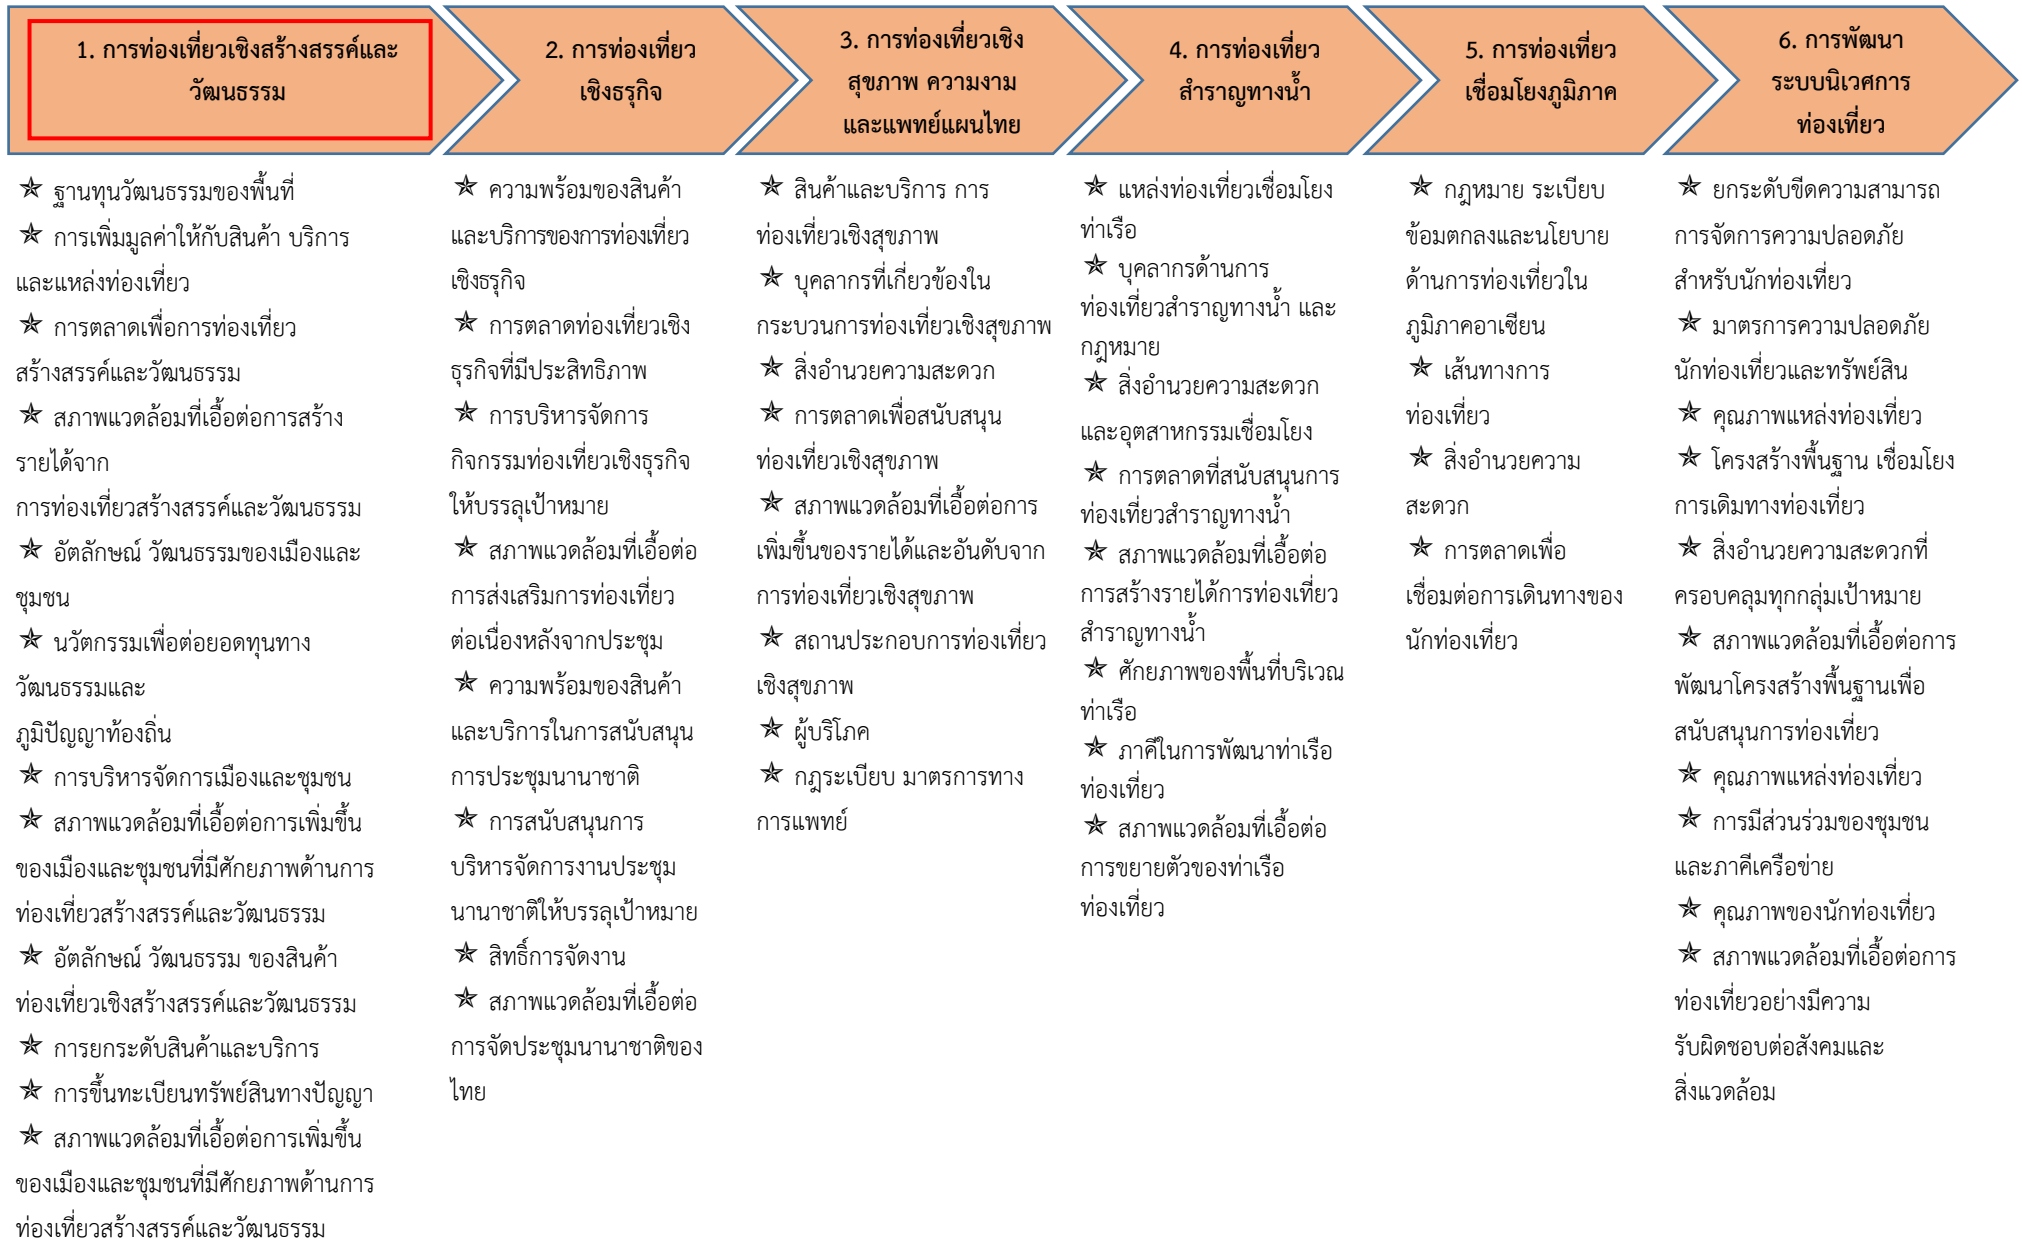 1. การท่องเที่ยวเชิงสร้างสรรค์และ
วัฒนธรรม
2. การท่องเที่ยว
เชิงธรุกิจ
3. การท่องเที่ยวเชิง
สุขภาพ ความงาม
และแพทย์แผนไทย
4. การท่องเที่ยว
สำราญทางน้ำ
5. การท่องเที่ยว
เชื่อมโยงภูมิภาค
6. การพัฒนา
ระบบนิเวศการ
ท่องเที่ยว
✯ ฐานทุนวัฒนธรรมของพื้นที่
✯ การเพิ่มมูลค่าให้กับสินค้า บริการ
และแหล่งท่องเที่ยว
✯ การตลาดเพื่อการท่องเที่ยว
สร้างสรรค์และวัฒนธรรม
✯ สภาพแวดล้อมที่เอื้อต่อการสร้าง
รายได้จาก
การท่องเที่ยวสร้างสรรค์และวัฒนธรรม
✯ อัตลักษณ์ วัฒนธรรมของเมืองและ
ชุมชน
✯ นวัตกรรมเพื่อต่อยอดทุนทาง
วัฒนธรรมและ
ภูมิปัญญาท้องถิ่น
✯ การบริหารจัดการเมืองและชุมชน
✯ สภาพแวดล้อมที่เอื้อต่อการเพิ่มขึ้น
ของเมืองและชุมชนที่มีศักยภาพด้านการ
ท่องเที่ยวสร้างสรรค์และวัฒนธรรม
✯ อัตลักษณ์ วัฒนธรรม ของสินค้า
ท่องเที่ยวเชิงสร้างสรรค์และวัฒนธรรม
✯ การยกระดับสินค้าและบริการ
✯ การขึ้นทะเบียนทรัพย์สินทางปัญญา
✯ สภาพแวดล้อมที่เอื้อต่อการเพิ่มขึ้น
ของเมืองและชุมชนที่มีศักยภาพด้านการ
ท่องเที่ยวสร้างสรรค์และวัฒนธรรม
✯ ความพร้อมของสินค้า
และบริการของการท่องเที่ยว
เชิงธรุกิจ
✯ การตลาดท่องเที่ยวเชิง
ธุรกิจที่มีประสิทธิภาพ
✯ การบริหารจัดการ
กิจกรรมท่องเที่ยวเชิงธุรกิจ
ให้บรรลุเป้าหมาย
✯ สภาพแวดล้อมที่เอื้อต่อ
การส่งเสริมการท่องเที่ยว
ต่อเนื่องหลังจากประชุม
✯ ความพร้อมของสินค้า
และบริการในการสนับสนุน
การประชุมนานาชาติ
✯ การสนับสนุนการ
บริหารจัดการงานประชุม
นานาชาติให้บรรลุเป้าหมาย
✯ สิทธิ์การจัดงาน
✯ สภาพแวดล้อมที่เอื้อต่อ
การจัดประชุมนานาชาติของ
ไทย
✯ สินค้าและบริการ การ
ท่องเที่ยวเชิงสุขภาพ
✯ บุคลากรที่เกี่ยวข้องใน
กระบวนการท่องเที่ยวเชิงสุขภาพ
✯ สิ่งอำนวยความสะดวก
✯ การตลาดเพื่อสนับสนุน
ท่องเที่ยวเชิงสุขภาพ
✯ สภาพแวดล้อมที่เอื้อต่อการ
เพิ่มขึ้นของรายได้และอันดับจาก
การท่องเที่ยวเชิงสุขภาพ
✯ สถานประกอบการท่องเที่ยว
เชิงสุขภาพ
✯ ผู้บริโภค
✯ กฎระเบียบ มาตรการทาง
การแพทย์
✯ แหล่งท่องเที่ยวเชื่อมโยง
ท่าเรือ
✯ บุคลากรด้านการ
ท่องเที่ยวสำราญทางน้ำ และ
กฎหมาย
✯ สิ่งอำนวยความสะดวก
และอุตสาหกรรมเชื่อมโยง
✯ การตลาดที่สนับสนุนการ
ท่องเที่ยวสำราญทางน้ำ
✯ สภาพแวดล้อมที่เอื้อต่อ
การสร้างรายได้การท่องเที่ยว
สำราญทางน้ำ
✯ ศักยภาพของพื้นที่บริเวณ
ท่าเรือ
✯ ภาคีในการพัฒนาท่าเรือ
ท่องเที่ยว
✯ สภาพแวดล้อมที่เอื้อต่อ
การขยายตัวของท่าเรือ
ท่องเที่ยว
✯ กฎหมาย ระเบียบ
ข้อมตกลงและนโยบาย
ด้านการท่องเที่ยวใน
ภูมิภาคอาเซียน
✯ เส้นทางการ
ท่องเที่ยว
✯ สิ่งอำนวยความ
สะดวก
✯ การตลาดเพื่อ
เชื่อมต่อการเดินทางของ
นักท่องเที่ยว
✯ ยกระดับขีดความสามารถ
การจัดการความปลอดภัย
สำหรับนักท่องเที่ยว
✯ มาตรการความปลอดภัย
นักท่องเที่ยวและทรัพย์สิน
✯ คุณภาพแหล่งท่องเที่ยว
✯ โครงสร้างพื้นฐาน เชื่อมโยง
การเดิมทางท่องเที่ยว
✯ สิ่งอำนวยความสะดวกที่
ครอบคลุมทุกกลุ่มเป้าหมาย
✯ สภาพแวดล้อมที่เอื้อต่อการ
พัฒนาโครงสร้างพื้นฐานเพื่อ
สนับสนุนการท่องเที่ยว
✯ คุณภาพแหล่งท่องเที่ยว
✯ การมีส่วนร่วมของชุมชน
และภาคีเครือข่าย
✯ คุณภาพของนักท่องเที่ยว
✯ สภาพแวดล้อมที่เอื้อต่อการ
ท่องเที่ยวอย่างมีความ
รับผิดชอบต่อสังคมและ
สิ่งแวดล้อม